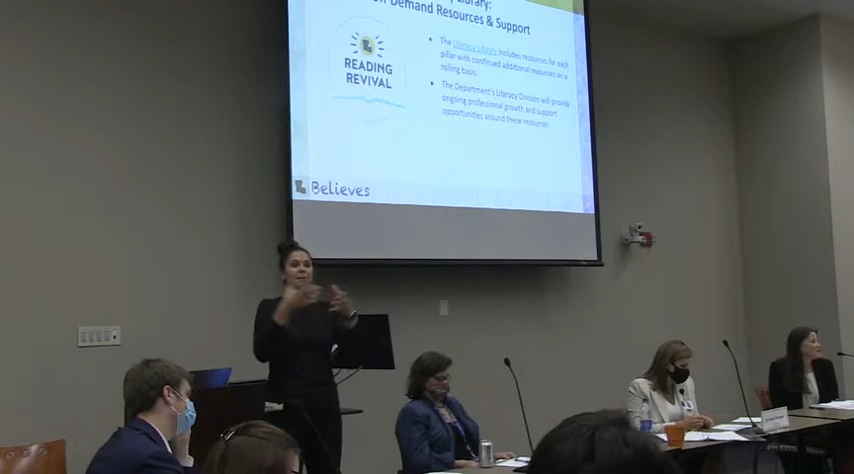 Library:
Demand Resources & Support
READING
REVIVAL
• The Literacy Library includes resources for each
pillar with continued additional resources on a
rolling basis.
• The Department's Literacy Division will provide
ongoing professional growth and support
opportunities around these resources.
Believes